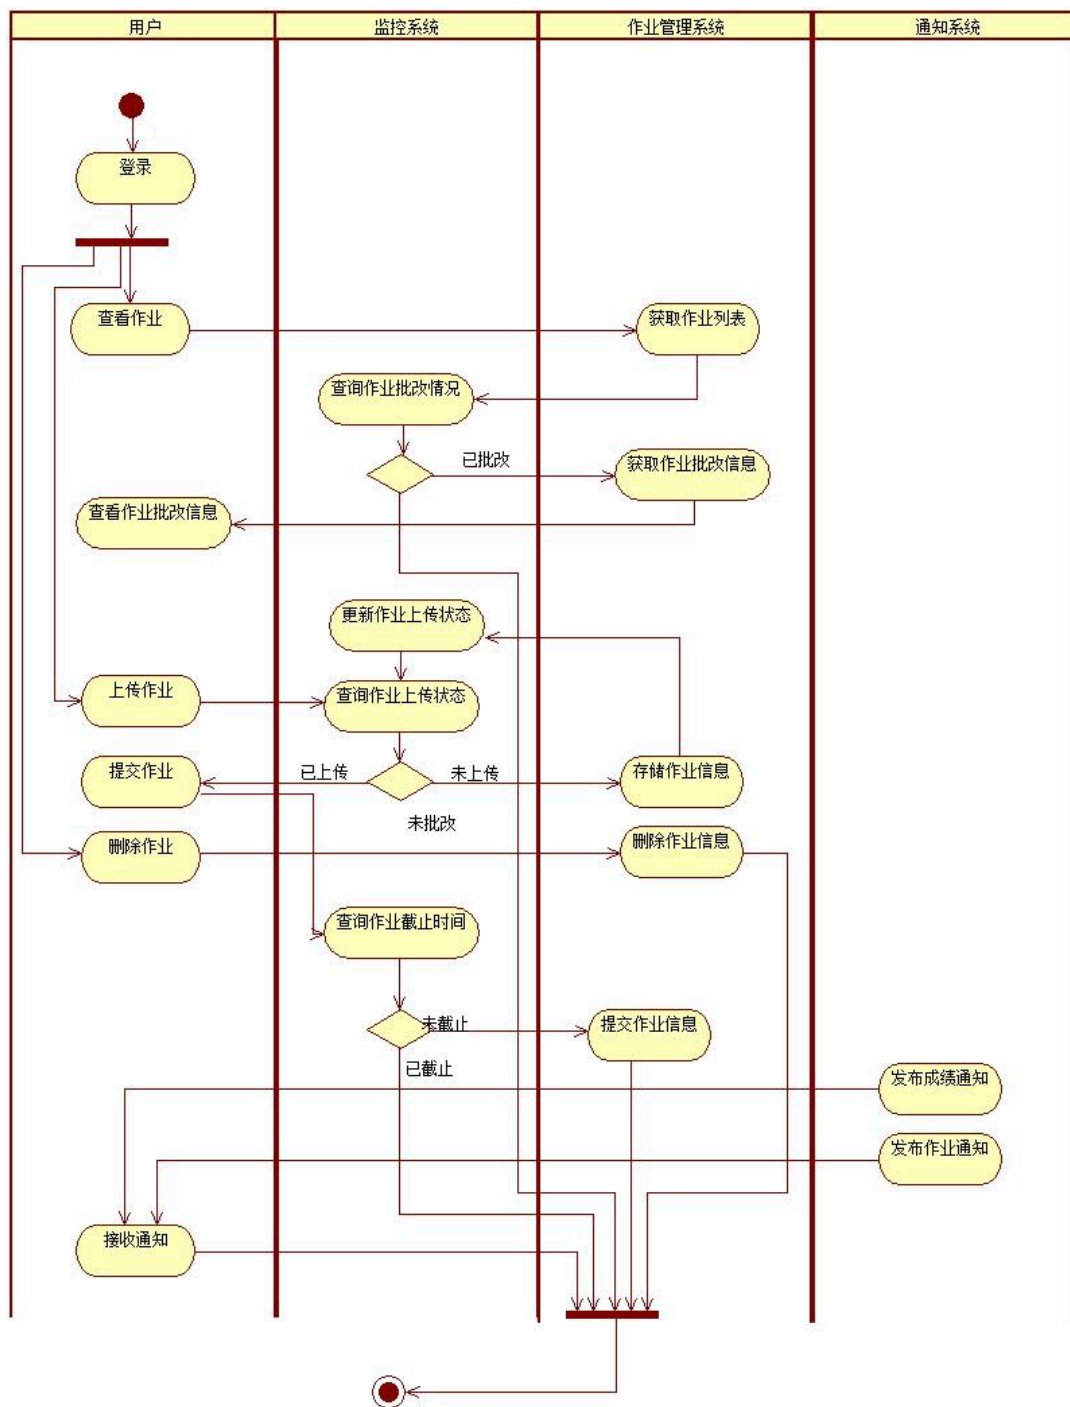 用户
监控系统
作业管理系统
通知系统
登录
查看作业
获取作业列表
查询作业批改情况
已批改
获取作业批改信息
查看作业批改信息
更新作业上传状态
上传作业
查询作业上传状态
提交作业
已上传
未上传
存储作业信息
未批改
删除作业
删除作业信息
查询作业截止时间
未截止
提交作业信息
已截止
发布成绩通知
发布作业通知
接收通知